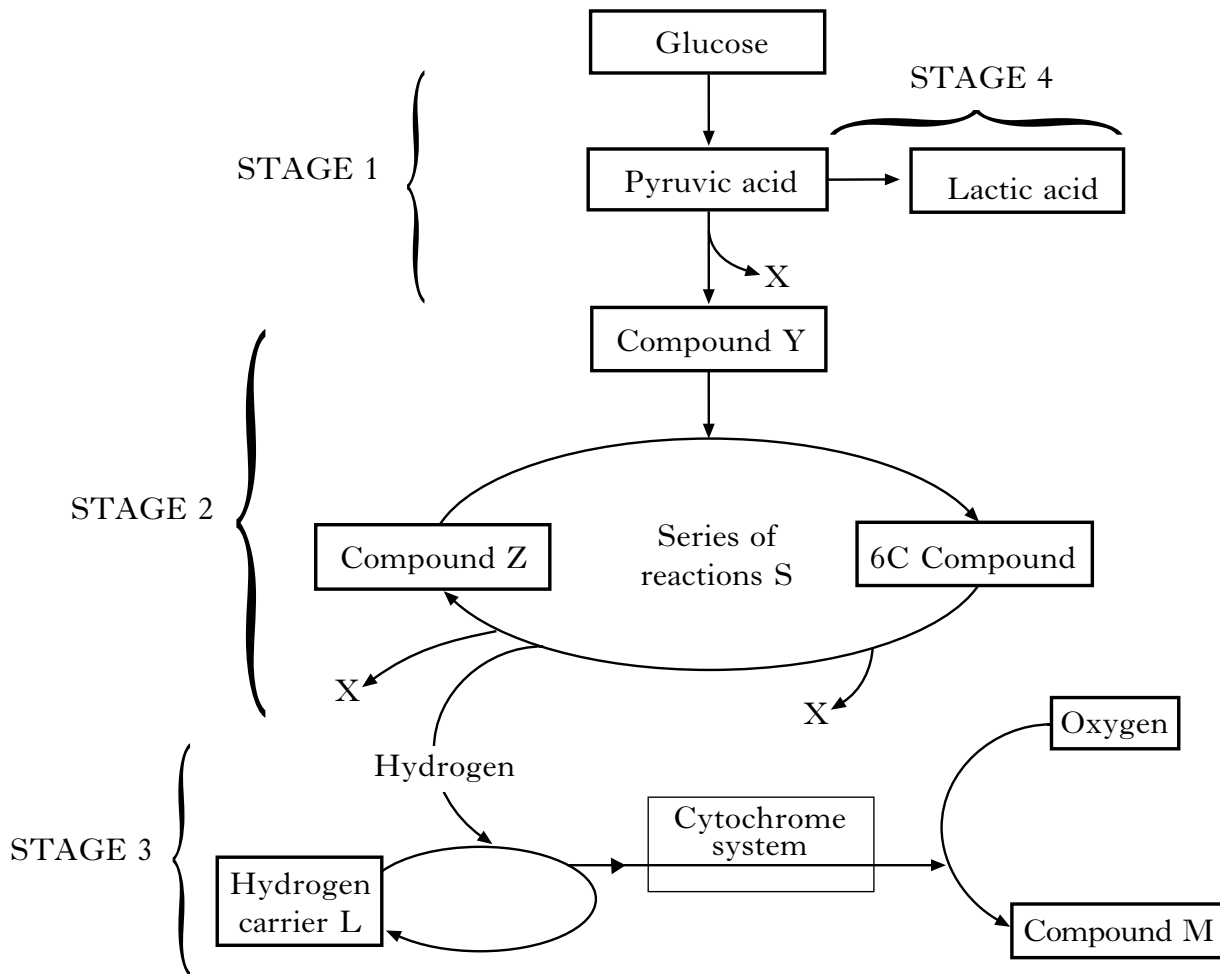 Glucose
STAGE 4
STAGE 1
Pyruvic acid
Lactic acid
X
Compound Y
STAGE 2
Compound Z
Series of
reactions S
6C Compound
X
X
Oxygen
Hydrogen
STAGE 3
Cytochrome
system
Hydrogen
carrier L
Compound M